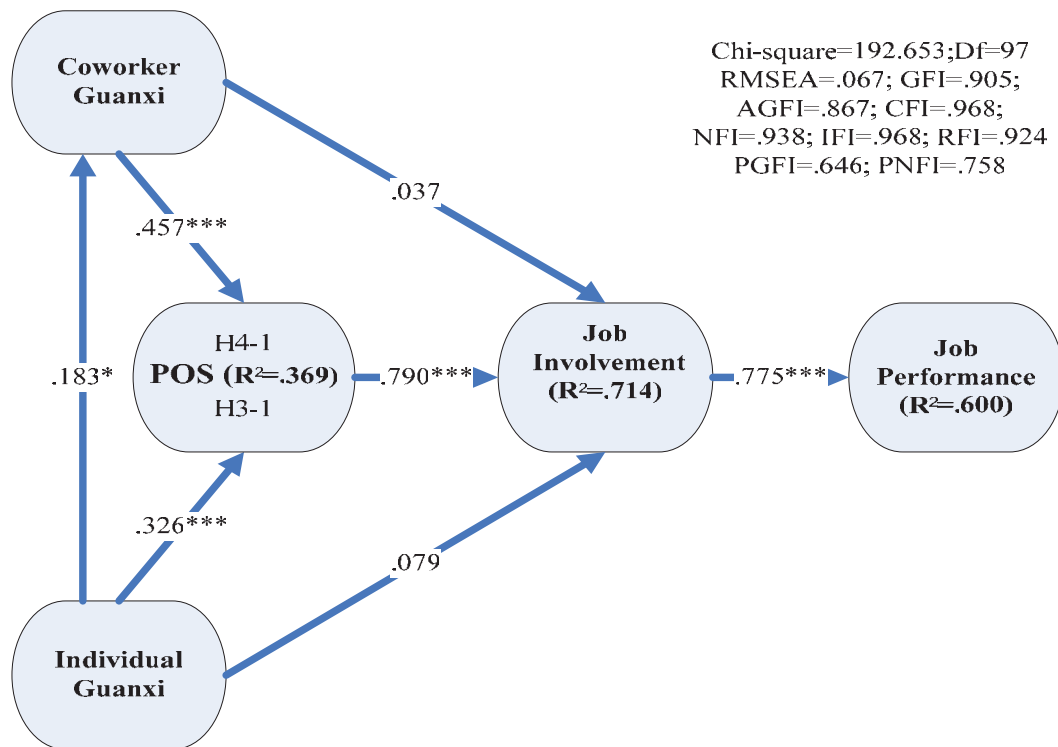 Coworker
Guanxi
Chi-square=192.653;Df=97
RMSEA=.067; GFI=.905;
AGFI=.867; CFI=.968;
NFI=.938; IFI=.968; RFI=.924
PGFI=.646; PNFI=.758
.037
.457***
.183*
H4-1
POS (R²=.369)
H3-1
.790***
Job
Involvement
(R²=.714)
.775***
Job
Performance
(R²=.600)
.326***
.079
Individual
Guanxi